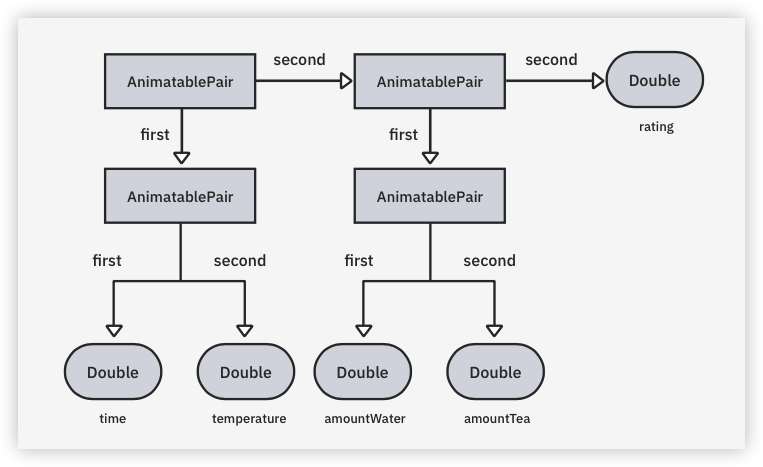 second
second
AnimatablePair
AnimatablePair
Double
rating
first
first
AnimatablePair
AnimatablePair
first
second
first
second
Double
Double
Double
Double
time
temperature
amountWater
amountTea